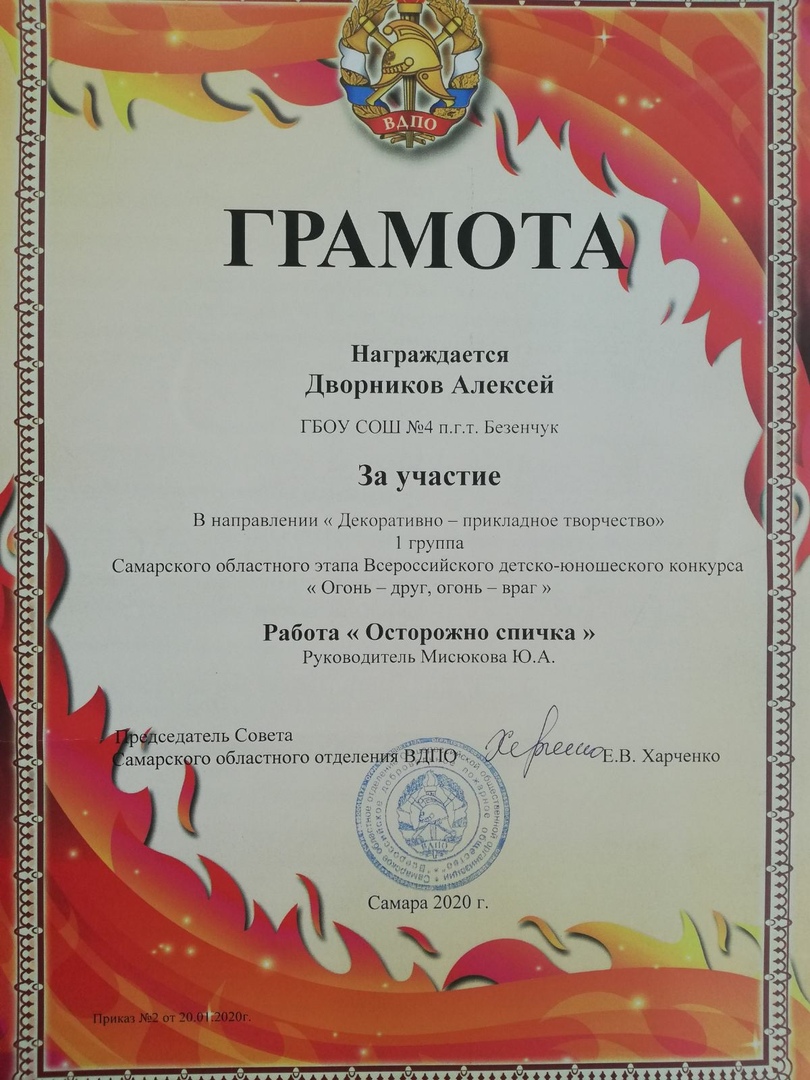 ВДПО
ГРАМОТА
Награждается
Дворников Алексей
ГБОУ СОШ №4 п.г.т. Безенчук
За участие
В направлении « Декоративно – прикладное творчество»
1 группа
Самарского областного этапа Всероссийского детско-юношеского конкурса
« Огонь – друг, огонь – враг »
Работа « Осторожно спичка »
Руководитель Мисюкова Ю.А.
Председатель Совета
Самарского областного отделения ВДПО
Е.В. Харченко
ВДПО
Самара 2020 г.
Приказ №2 от 20.01.2020г.